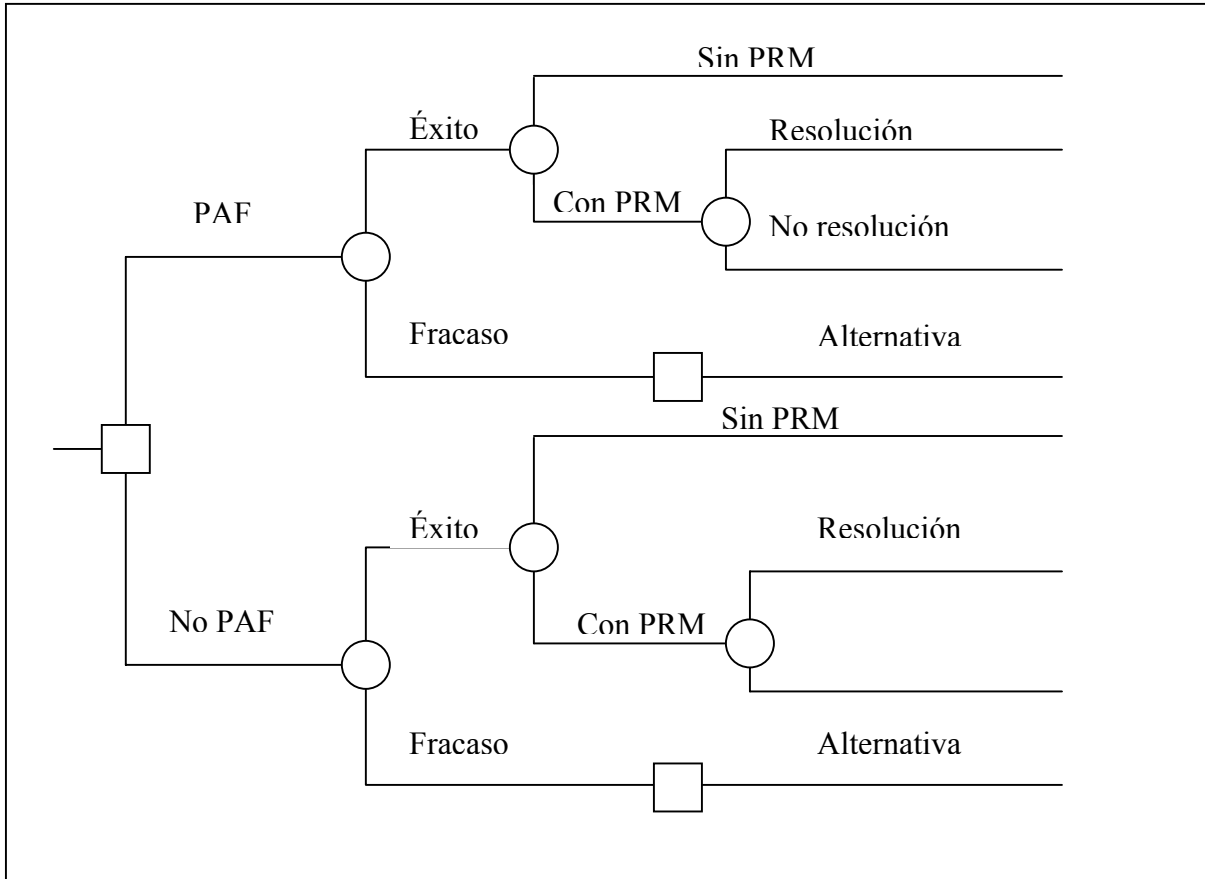 Sin PRM
Éxito
Resolución
Con PRM
PAF
No resolución
Fracaso
Alternativa
Sin PRM
Éxito
Resolución
No PAF
Con PRM
Fracaso
Alternativa